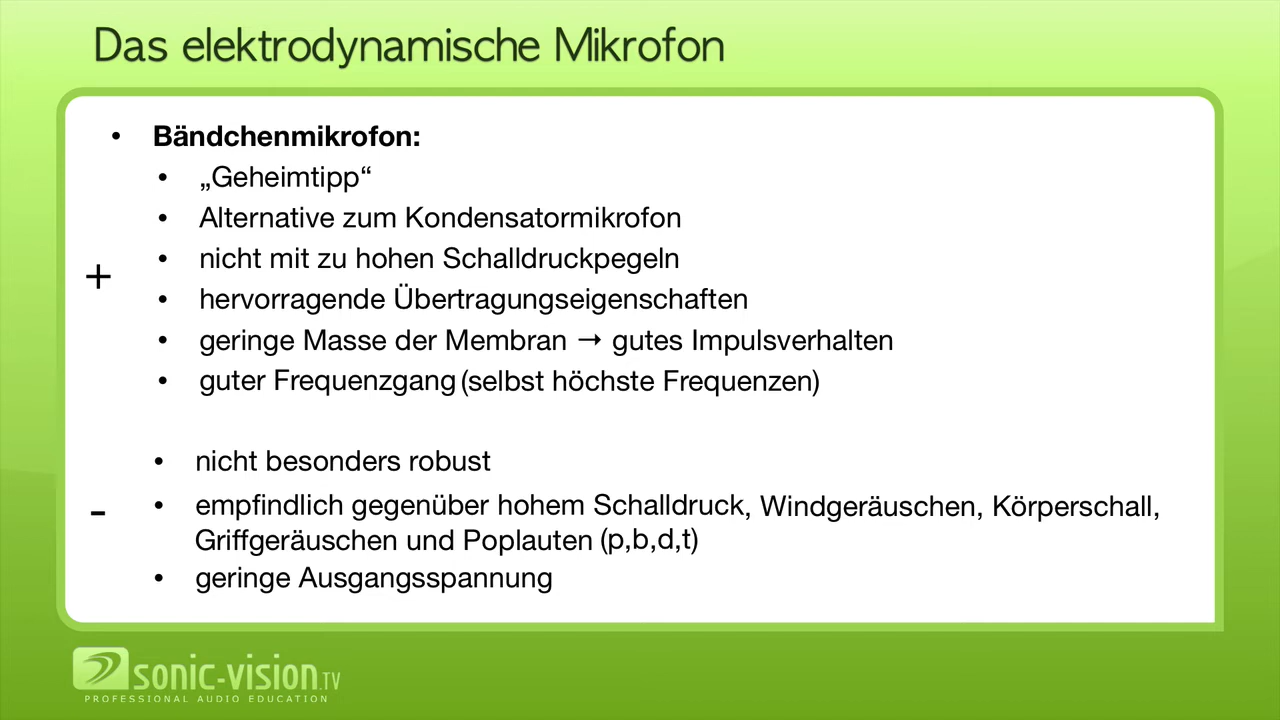 Das elektrodynamische Mikrofon
• Bändchenmikrofon:
• „Geheimtipp“
• Alternative zum Kondensatormikrofon
• nicht mit zu hohen Schalldruckpegeln
+
• hervorragende Übertragungseigenschaften
• geringe Masse der Membran → gutes Impulsverhalten
• guter Frequenzgang (selbst höchste Frequenzen)
• nicht besonders robust
-
• empfindlich gegenüber hohem Schalldruck, Windgeräuschen, Körperschall,
Griffgeräuschen und Poplauten (p,b,d,t)
• geringe Ausgangsspannung
sonic-vision.TV
PROFESSIONAL AUDIO EDUCATION